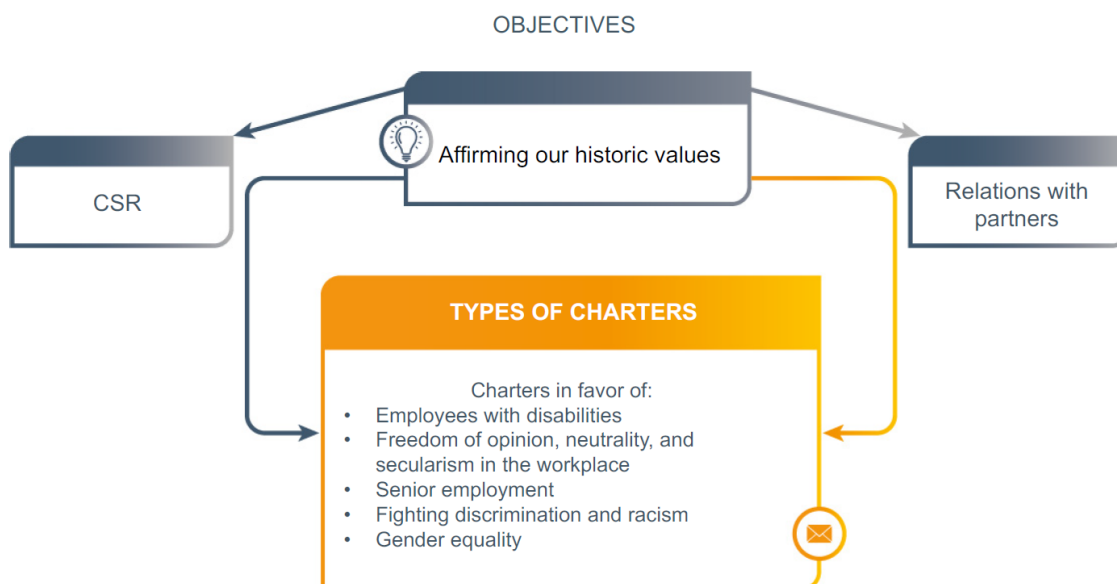 OBJECTIVES
Affirming our historic values
CSR
Relations with
partners
TYPES OF CHARTERS
Charters in favor of:
• Employees with disabilities
• Freedom of opinion, neutrality, and
secularism in the workplace
• Senior employment
• Fighting discrimination and racism
• Gender equality